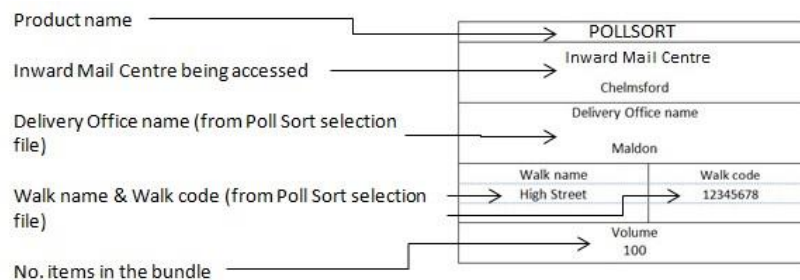 Product name
Inward Mail Centre being accessed
Delivery Office name (from Poll Sort selection
file)
Walk name & Walk code (from Poll Sort selection
file)
No. items in the bundle
POLLSORT
Inward Mail Centre
Chelmsford
Delivery Office name
Maldon
Walk name Walk code
High Street 12345678
Volume
100